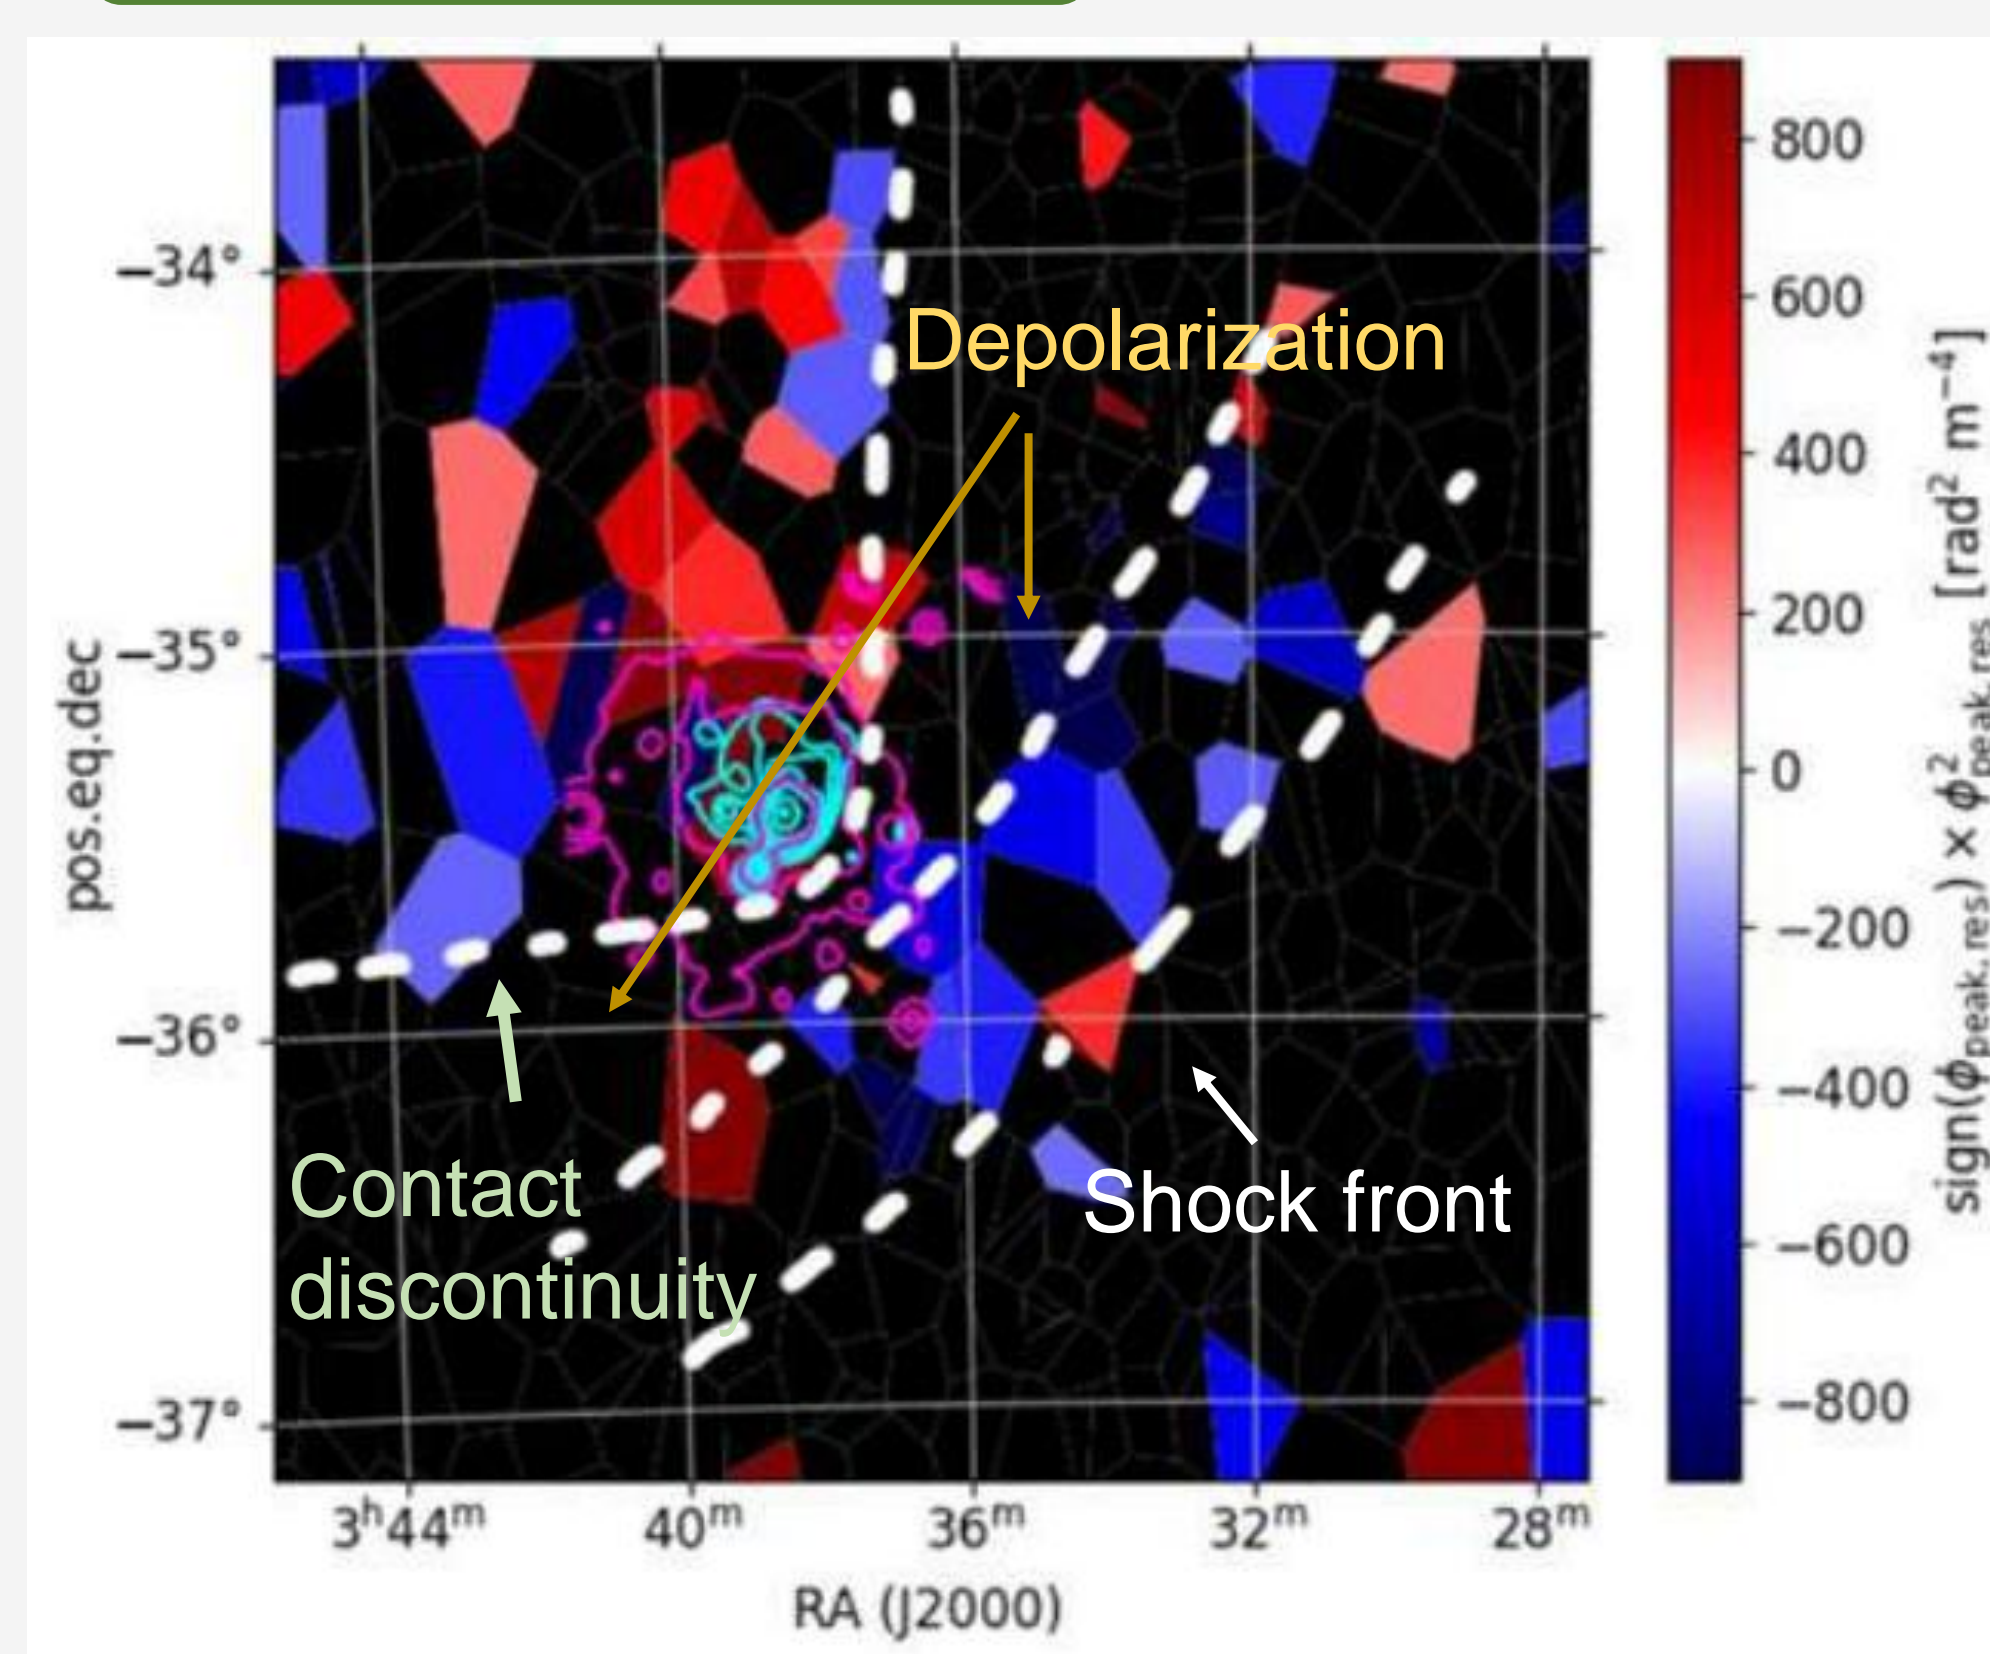 −34°
−35°
−36°
−37°
pos.eq.dec
Depolarization
Contact
discontinuity
Shock front
3ʰ44ᵐ 40ᵐ 36ᵐ 32ᵐ 28ᵐ
RA (J2000)
800
600
400
200
0
−200
−400
−600
−800
sign(ϕpeak,res) × ϕ²peak,res [rad² m⁻⁴]